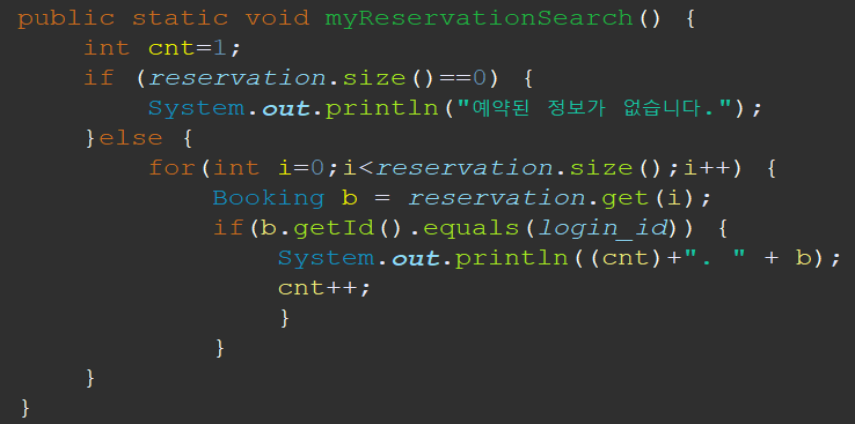 public static void myReservationSearch() {
    int cnt=1;
    if (reservation.size()==0) {
        System.out.println("예약된 정보가 없습니다.");
    }else {
        for(int i=0;i<reservation.size();i++) {
            Booking b = reservation.get(i);
            if(b.getId().equals(login_id)) {
                System.out.println((cnt)+". " + b);
                cnt++;
                }
            }
    }
}